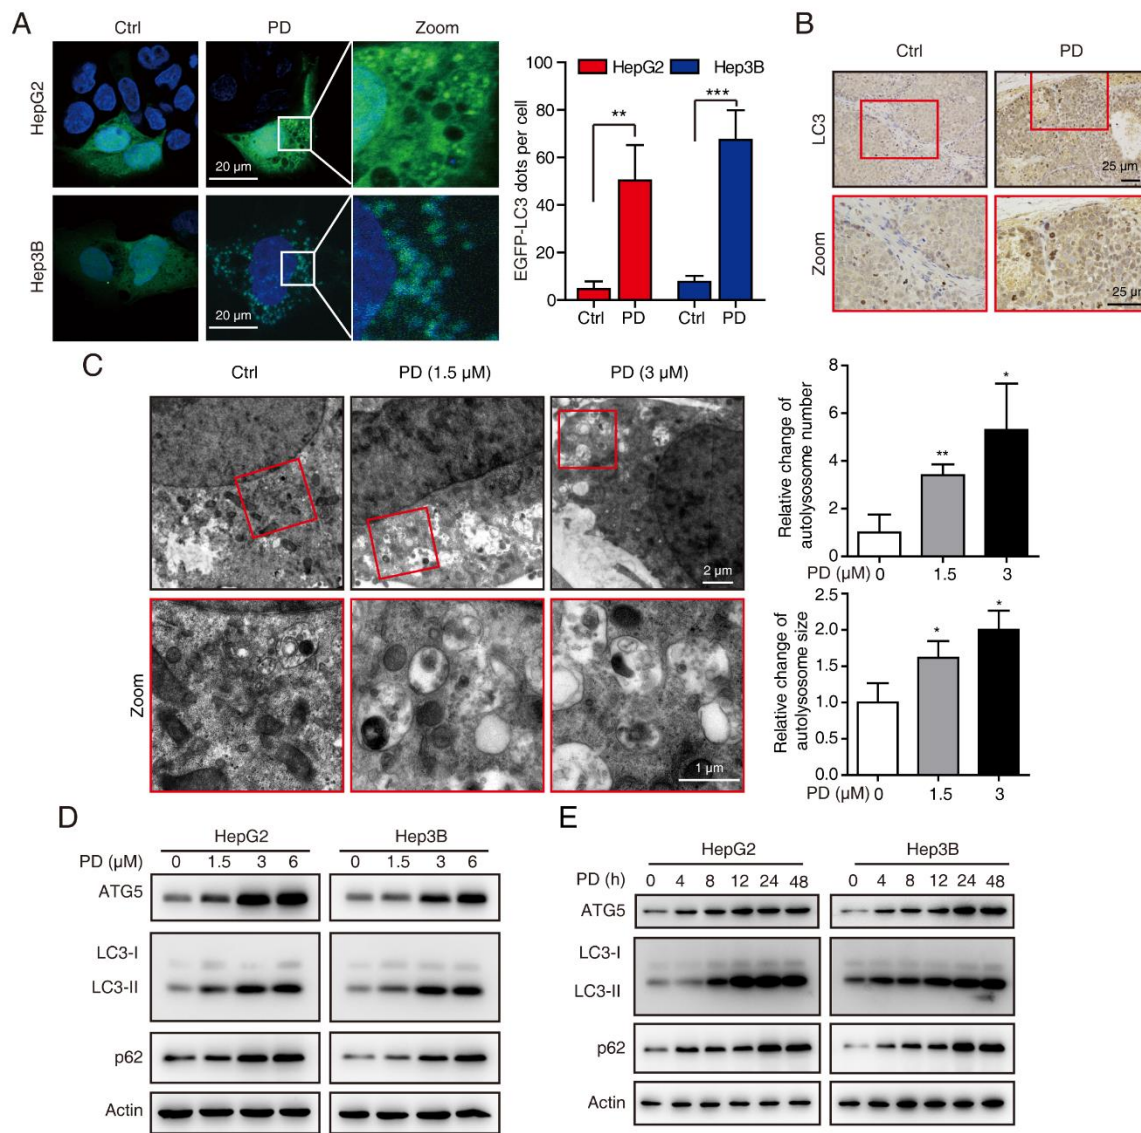 A
Ctrl PD Zoom
HepG2
20 µm
Hep3B
20 µm
HepG2 Hep3B
EGFP-LC3 dots per cell
100
80
60
40
20
0
** ***
Ctrl PD Ctrl PD
B
Ctrl PD
LC3
25 µm
Zoom
25 µm
C
Ctrl PD (1.5 µM) PD (3 µM)
2 µm
Zoom
1 µm
Relative change of
autolysosome number
8
6
4
2
0
** *
PD (µM) 0 1.5 3
Relative change of
autolysosome size
2.5
2.0
1.5
1.0
0.5
0.0
* *
PD (µM) 0 1.5 3
D
HepG2 Hep3B
PD (µM) 0 1.5 3 6 0 1.5 3 6
ATG5
LC3-I
LC3-II
p62
Actin
E
HepG2 Hep3B
PD (h) 0 4 8 12 24 48 0 4 8 12 24 48
ATG5
LC3-I
LC3-II
p62
Actin